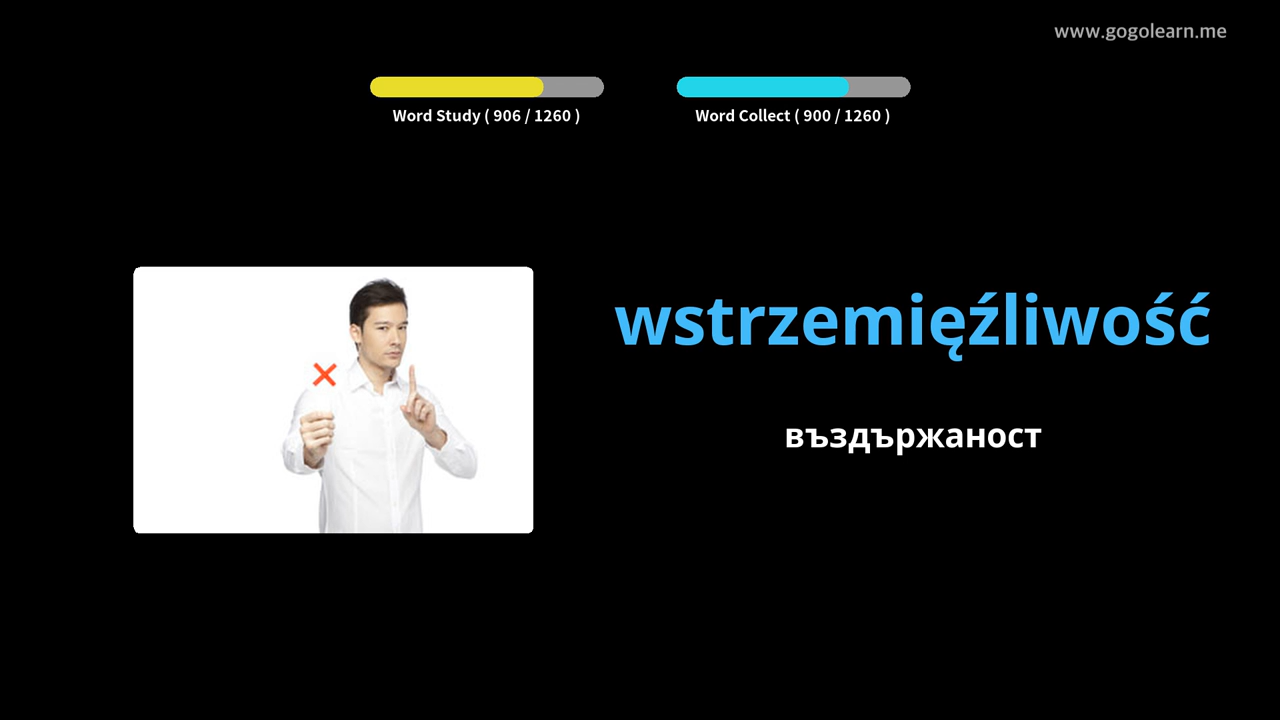 www.gogolearn.me
Word Study ( 906 / 1260 )
Word Collect ( 900 / 1260 )
wstrzemięźliwość
въздържаност